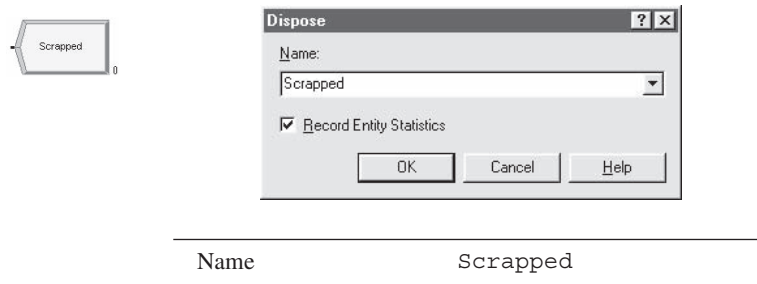 Scrapped
0
Dispose
Name:
Scrapped
Record Entity Statistics
OK Cancel Help
Name Scrapped